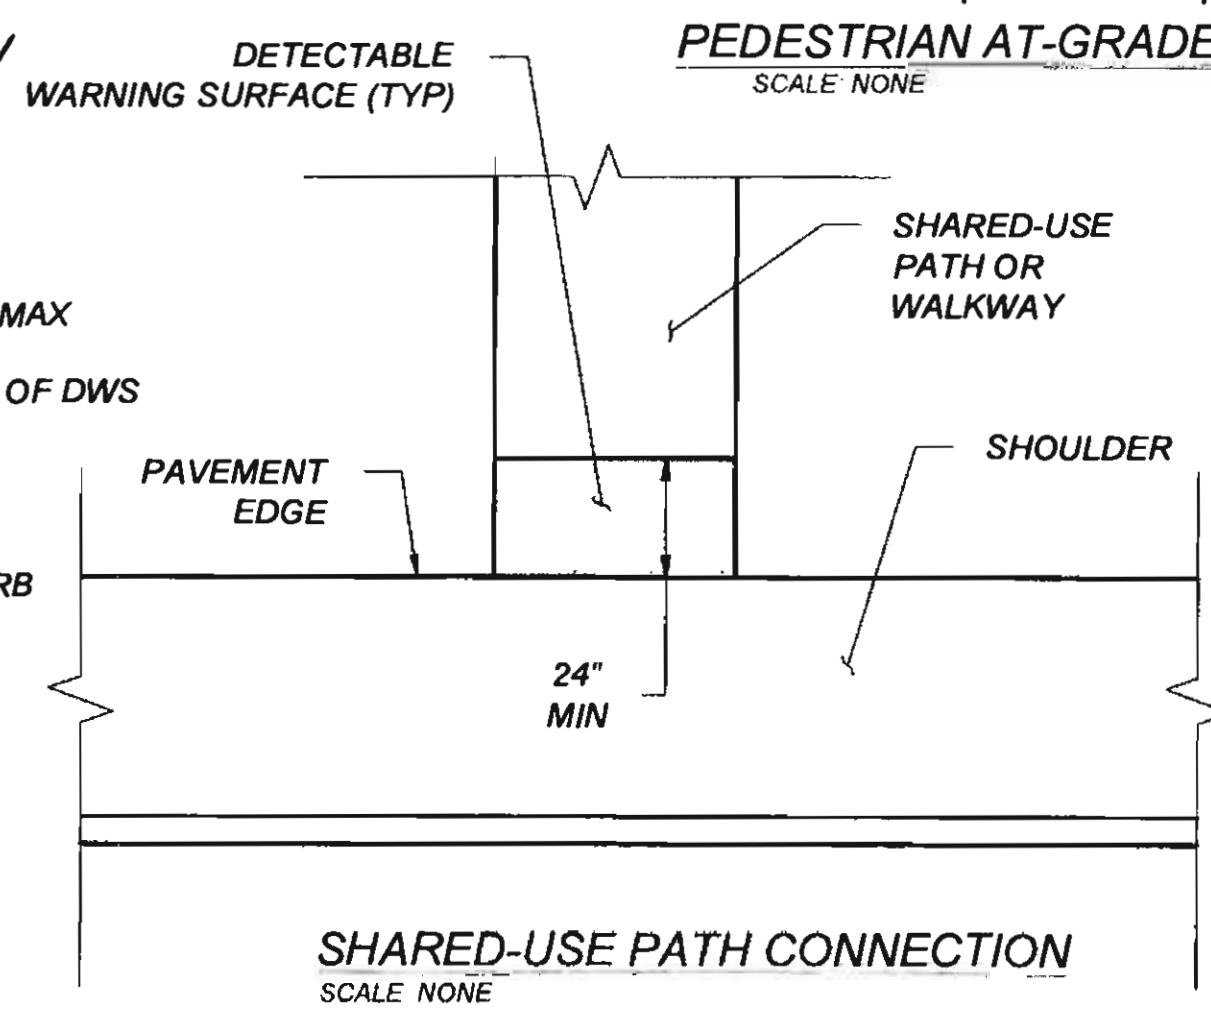 PEDESTRIAN AT-GRADE
SCALE NONE
DETECTABLE
WARNING SURFACE (TYP)
SHARED-USE
PATH OR
WALKWAY
MAX
OF DWS
PAVEMENT
EDGE
SHOULDER
RB
24"
MIN
SHARED-USE PATH CONNECTION
SCALE NONE